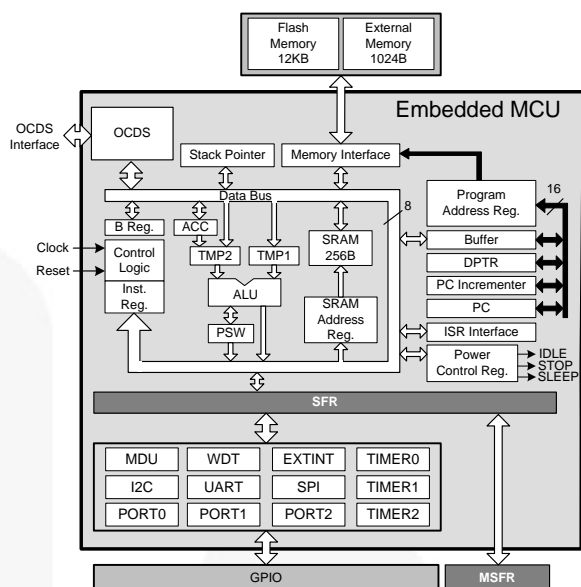 Flash
Memory
12KB
External
Memory
1024B
Embedded MCU
OCDS
Interface
OCDS
Stack Pointer
Memory Interface
Data Bus
8
16
Program
Address Reg.
B Reg.
ACC
TMP2
TMP1
SRAM
256B
Buffer
Clock
Reset
Control
Logic
Inst.
Reg.
DPTR
PC Incrementer
PC
ALU
PSW
SRAM
Address
Reg.
ISR Interface
Power
Control Reg.
IDLE
STOP
SLEEP
SFR
MDU
WDT
EXTINT
TIMER0
I2C
UART
SPI
TIMER1
PORT0
PORT1
PORT2
TIMER2
GPIO
MSFR